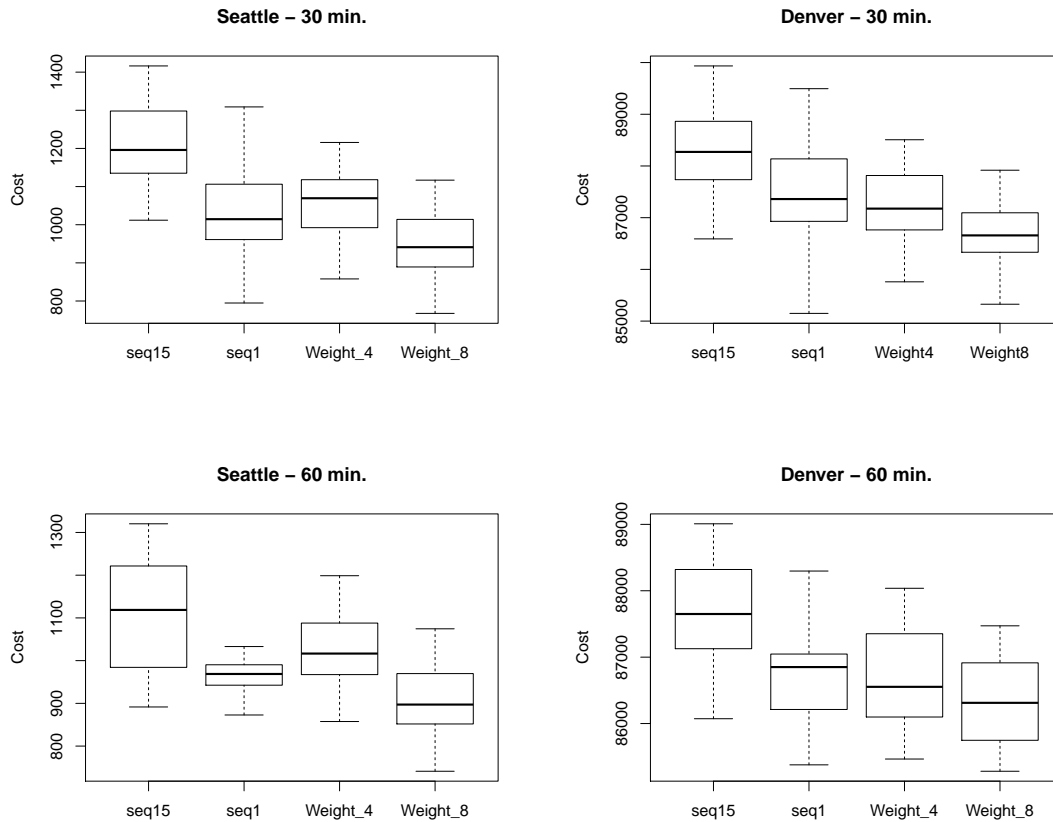 Seattle – 30 min.
Cost
1400
1200
1000
800
seq15 seq1 Weight_4 Weight_8
Denver – 30 min.
Cost
89000
87000
85000
seq15 seq1 Weight4 Weight8
Seattle – 60 min.
Cost
1300
1100
900
800
seq15 seq1 Weight_4 Weight_8
Denver – 60 min.
Cost
89000
88000
87000
86000
seq15 seq1 Weight_4 Weight_8